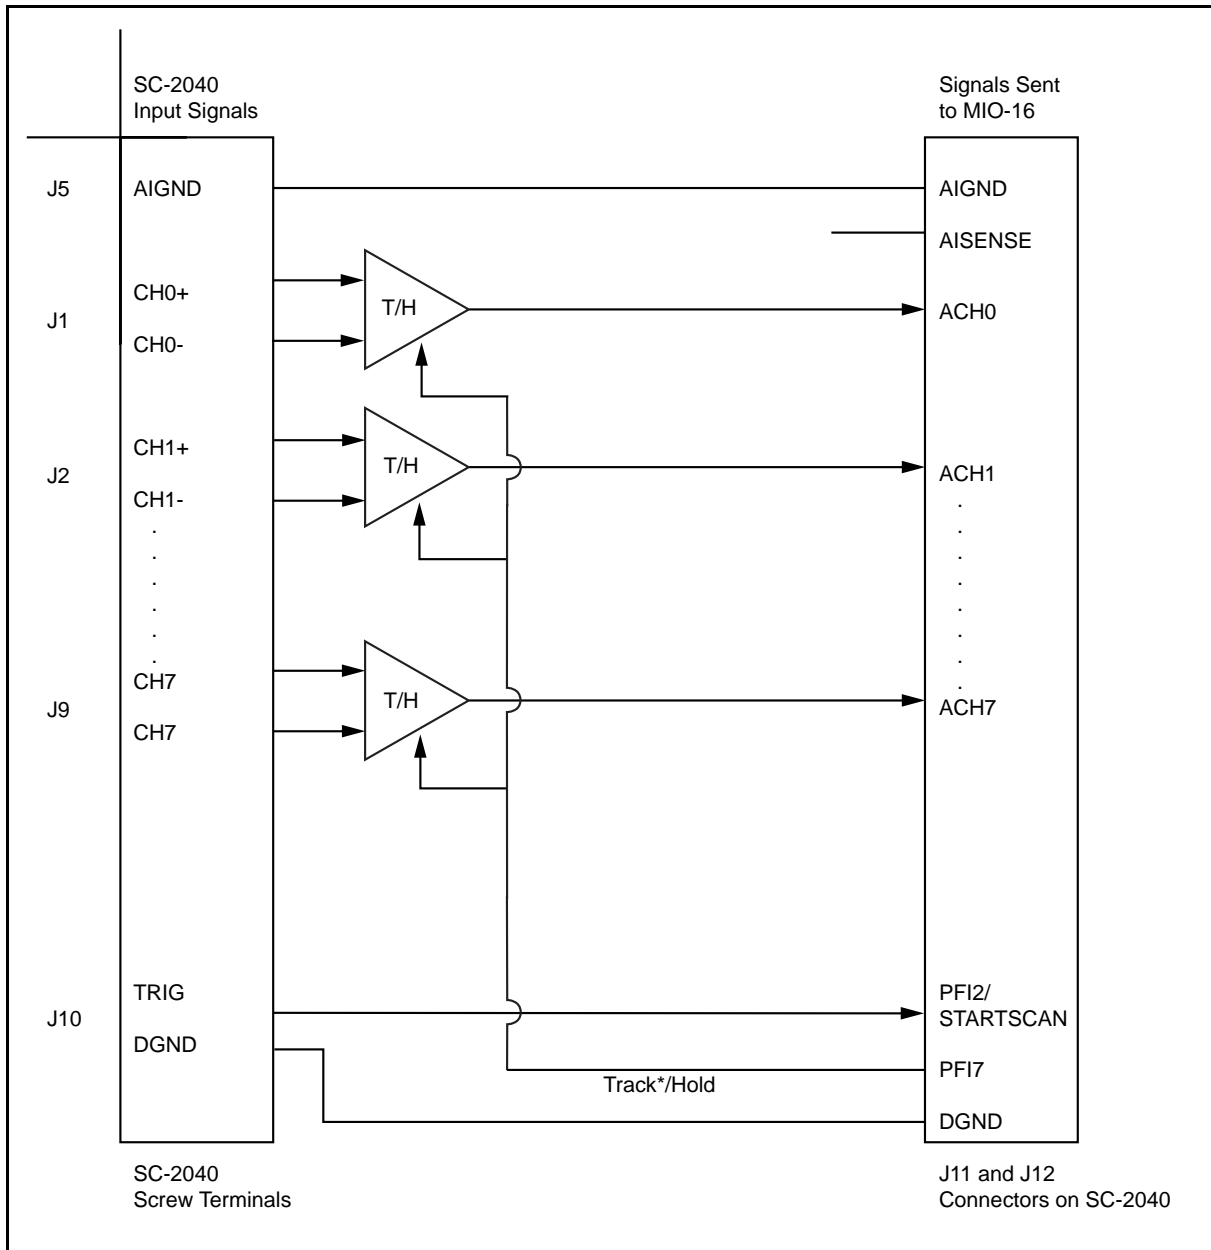 SC-2040
Input Signals
Signals Sent
to MIO-16
J5
AIGND
AIGND
AISENSE
CH0+
J1
T/H
ACH0
CH0-
CH1+
J2
T/H
ACH1
CH1-
CH7
J9
T/H
ACH7
CH7
TRIG
J10
PFI2/
STARTSCAN
DGND
PFI7
Track*/Hold
DGND
SC-2040
Screw Terminals
J11 and J12
Connectors on SC-2040